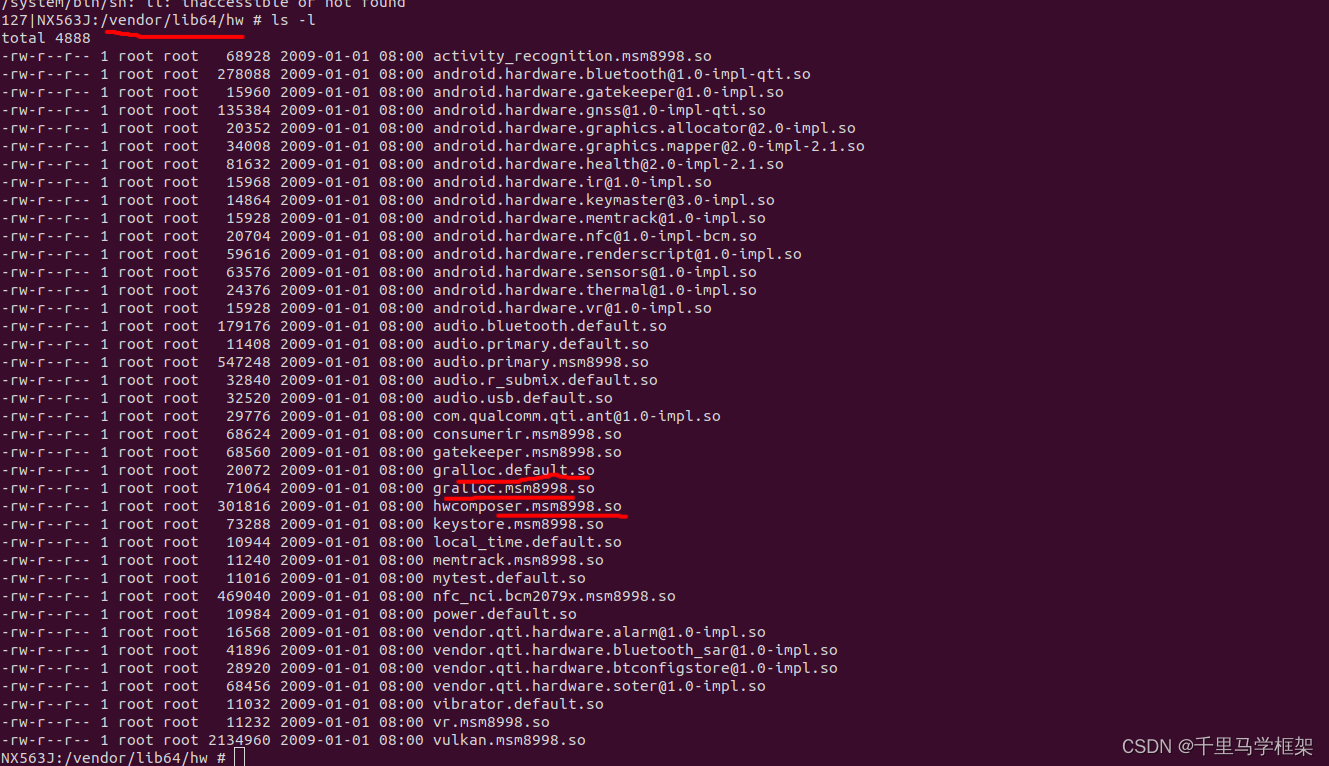 /system/bin/sh: ll: inaccessible or not found
127|NX563J:/vendor/lib64/hw # ls -l
total 4888
-rw-r--r-- 1 root root   68928 2009-01-01 08:00 activity_recognition.msm8998.so
-rw-r--r-- 1 root root  278088 2009-01-01 08:00 android.hardware.bluetooth@1.0-impl-qti.so
-rw-r--r-- 1 root root   15960 2009-01-01 08:00 android.hardware.gatekeeper@1.0-impl.so
-rw-r--r-- 1 root root  135384 2009-01-01 08:00 android.hardware.gnss@1.0-impl-qti.so
-rw-r--r-- 1 root root   20352 2009-01-01 08:00 android.hardware.graphics.allocator@2.0-impl.so
-rw-r--r-- 1 root root   34008 2009-01-01 08:00 android.hardware.graphics.mapper@2.0-impl-2.1.so
-rw-r--r-- 1 root root   81632 2009-01-01 08:00 android.hardware.health@2.0-impl-2.1.so
-rw-r--r-- 1 root root   15968 2009-01-01 08:00 android.hardware.ir@1.0-impl.so
-rw-r--r-- 1 root root   14864 2009-01-01 08:00 android.hardware.keymaster@3.0-impl.so
-rw-r--r-- 1 root root   15928 2009-01-01 08:00 android.hardware.memtrack@1.0-impl.so
-rw-r--r-- 1 root root   20704 2009-01-01 08:00 android.hardware.nfc@1.0-impl-bcm.so
-rw-r--r-- 1 root root   59616 2009-01-01 08:00 android.hardware.renderscript@1.0-impl.so
-rw-r--r-- 1 root root   63576 2009-01-01 08:00 android.hardware.sensors@1.0-impl.so
-rw-r--r-- 1 root root   24376 2009-01-01 08:00 android.hardware.thermal@1.0-impl.so
-rw-r--r-- 1 root root   15928 2009-01-01 08:00 android.hardware.vr@1.0-impl.so
-rw-r--r-- 1 root root  179176 2009-01-01 08:00 audio.bluetooth.default.so
-rw-r--r-- 1 root root   11408 2009-01-01 08:00 audio.primary.default.so
-rw-r--r-- 1 root root  547248 2009-01-01 08:00 audio.primary.msm8998.so
-rw-r--r-- 1 root root   32840 2009-01-01 08:00 audio.r_submix.default.so
-rw-r--r-- 1 root root   32520 2009-01-01 08:00 audio.usb.default.so
-rw-r--r-- 1 root root   29776 2009-01-01 08:00 com.qualcomm.qti.ant@1.0-impl.so
-rw-r--r-- 1 root root   68624 2009-01-01 08:00 consumerir.msm8998.so
-rw-r--r-- 1 root root   68560 2009-01-01 08:00 gatekeeper.msm8998.so
-rw-r--r-- 1 root root   20072 2009-01-01 08:00 gralloc.default.so
-rw-r--r-- 1 root root   71064 2009-01-01 08:00 gralloc.msm8998.so
-rw-r--r-- 1 root root  301816 2009-01-01 08:00 hwcomposer.msm8998.so
-rw-r--r-- 1 root root   73288 2009-01-01 08:00 keystore.msm8998.so
-rw-r--r-- 1 root root   10944 2009-01-01 08:00 local_time.default.so
-rw-r--r-- 1 root root   11240 2009-01-01 08:00 memtrack.msm8998.so
-rw-r--r-- 1 root root   11016 2009-01-01 08:00 mytest.default.so
-rw-r--r-- 1 root root  469040 2009-01-01 08:00 nfc_nci.bcm2079x.msm8998.so
-rw-r--r-- 1 root root   10984 2009-01-01 08:00 power.default.so
-rw-r--r-- 1 root root   16568 2009-01-01 08:00 vendor.qti.hardware.alarm@1.0-impl.so
-rw-r--r-- 1 root root   41896 2009-01-01 08:00 vendor.qti.hardware.bluetooth_sar@1.0-impl.so
-rw-r--r-- 1 root root   28920 2009-01-01 08:00 vendor.qti.hardware.btconfigstore@1.0-impl.so
-rw-r--r-- 1 root root   68456 2009-01-01 08:00 vendor.qti.hardware.soter@1.0-impl.so
-rw-r--r-- 1 root root   11032 2009-01-01 08:00 vibrator.default.so
-rw-r--r-- 1 root root   11232 2009-01-01 08:00 vr.msm8998.so
-rw-r--r-- 1 root root 2134960 2009-01-01 08:00 vulkan.msm8998.so
NX563J:/vendor/lib64/hw #
CSDN @千里马学框架